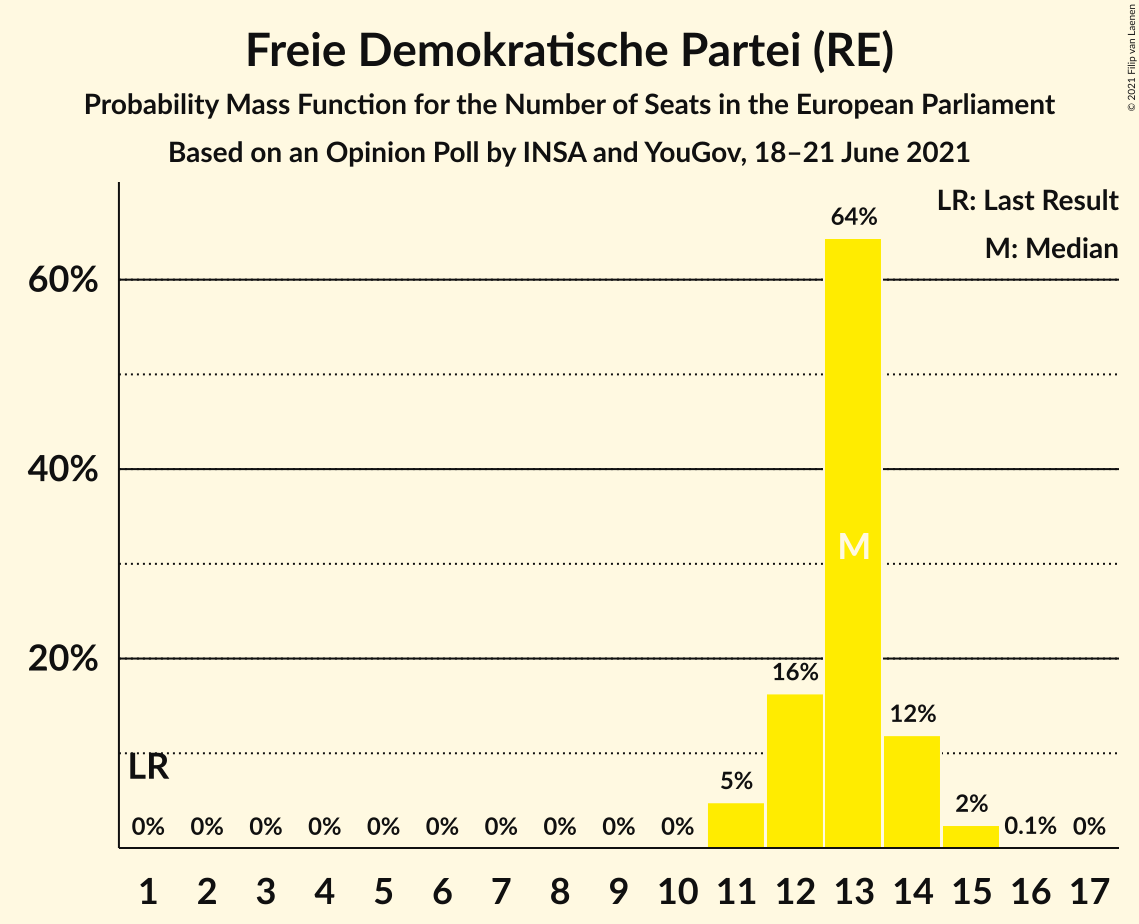 Freie Demokratische Partei (RE)
Probability Mass Function for the Number of Seats in the European Parliament
Based on an Opinion Poll by INSA and YouGov, 18–21 June 2021
© 2021 Filip van Laenen
LR: Last Result
M: Median
60%
40%
20%
LR
M
0% 0% 0% 0% 0% 0% 0% 0% 0% 0% 5% 16% 64% 12% 2% 0.1% 0%
1 2 3 4 5 6 7 8 9 10 11 12 13 14 15 16 17